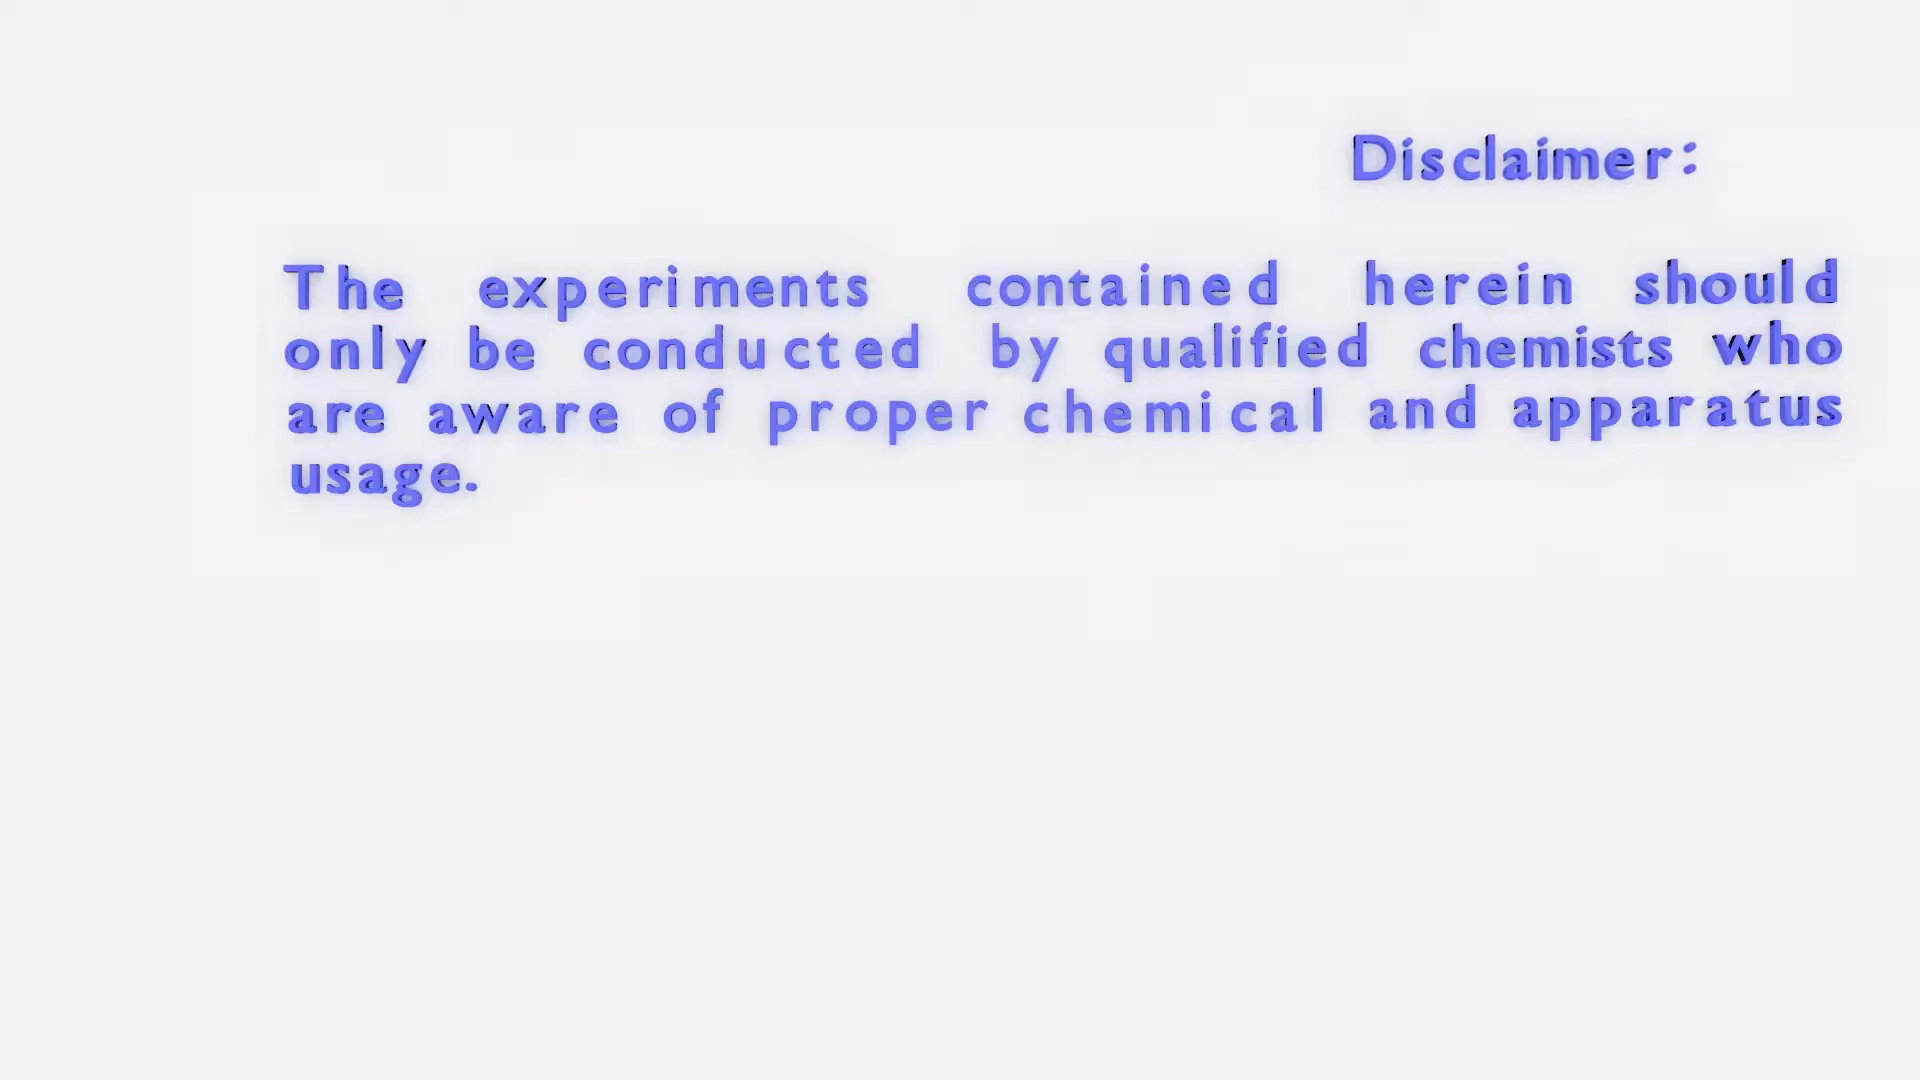 Disclaimer:
The experiments contained herein should
only be conducted by qualified chemists who
are aware of proper chemical and apparatus
usage.